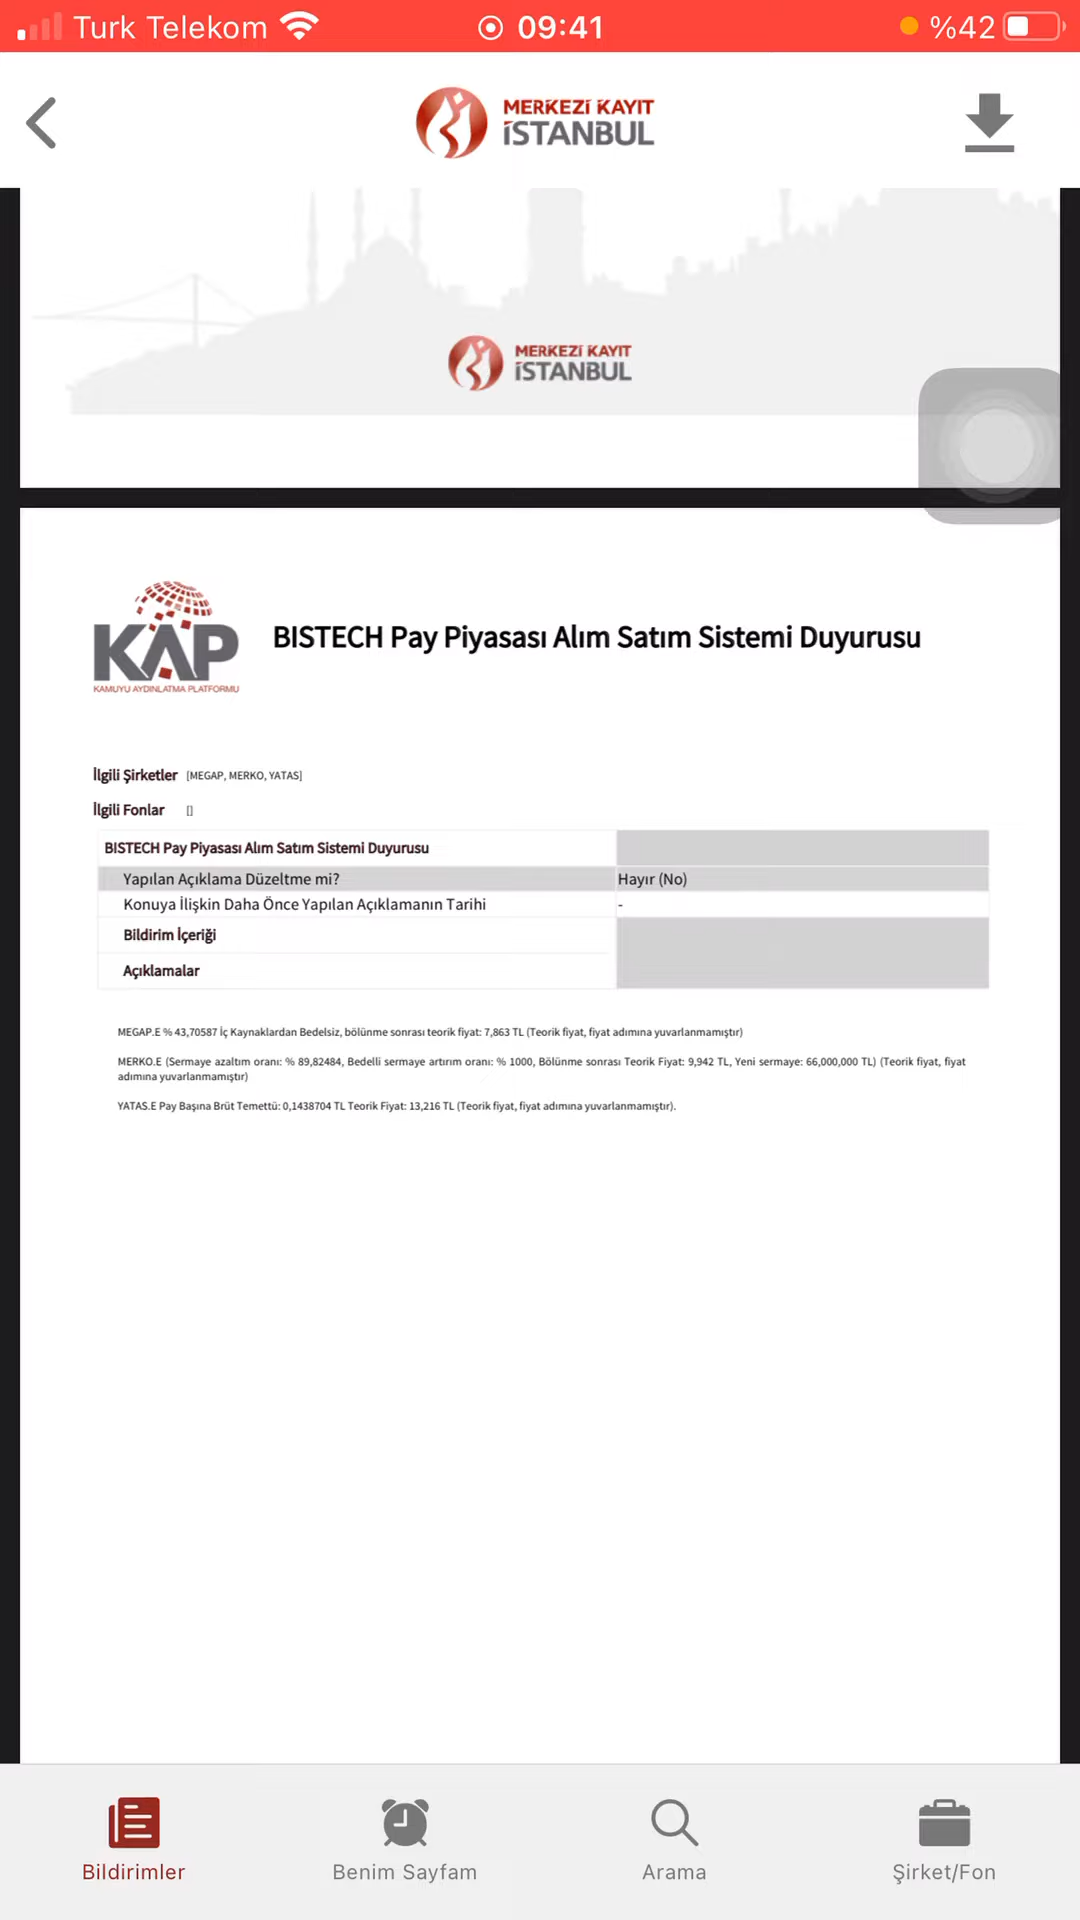 Turk Telekom 09:41 %42
MERKEZİ KAYIT
İSTANBUL
MERKEZİ KAYIT
İSTANBUL
KAP
KAMUYU AYDINLATMA PLATFORMU
BISTECH Pay Piyasası Alım Satım Sistemi Duyurusu
İlgili Şirketler [MEGAP, MERKO, YATAS]
İlgili Fonlar []
BISTECH Pay Piyasası Alım Satım Sistemi Duyurusu
Yapılan Açıklama Düzeltme mi? Hayır (No)
Konuya İlişkin Daha Önce Yapılan Açıklamanın Tarihi -
Bildirim İçeriği
Açıklamalar
MEGAP.E % 43,70587 İç Kaynaklardan Bedelsiz, bölünme sonrası teorik fiyat: 7,863 TL (Teorik fiyat, fiyat adımına yuvarlanmamıştır)
MERKO.E (Sermaye azaltım oranı: % 89,82484, Bedelli sermaye artırım oranı: % 1000, Bölünme sonrası Teorik Fiyat: 9,942 TL, Yeni sermaye: 66,000,000 TL) (Teorik fiyat, fiyat
adımına yuvarlanmamıştır)
YATAS.E Pay Başına Brüt Temettü: 0,1438704 TL Teorik Fiyat: 13,216 TL (Teorik fiyat, fiyat adımına yuvarlanmamıştır).
Bildirimler
Benim Sayfam
Arama
Şirket/Fon